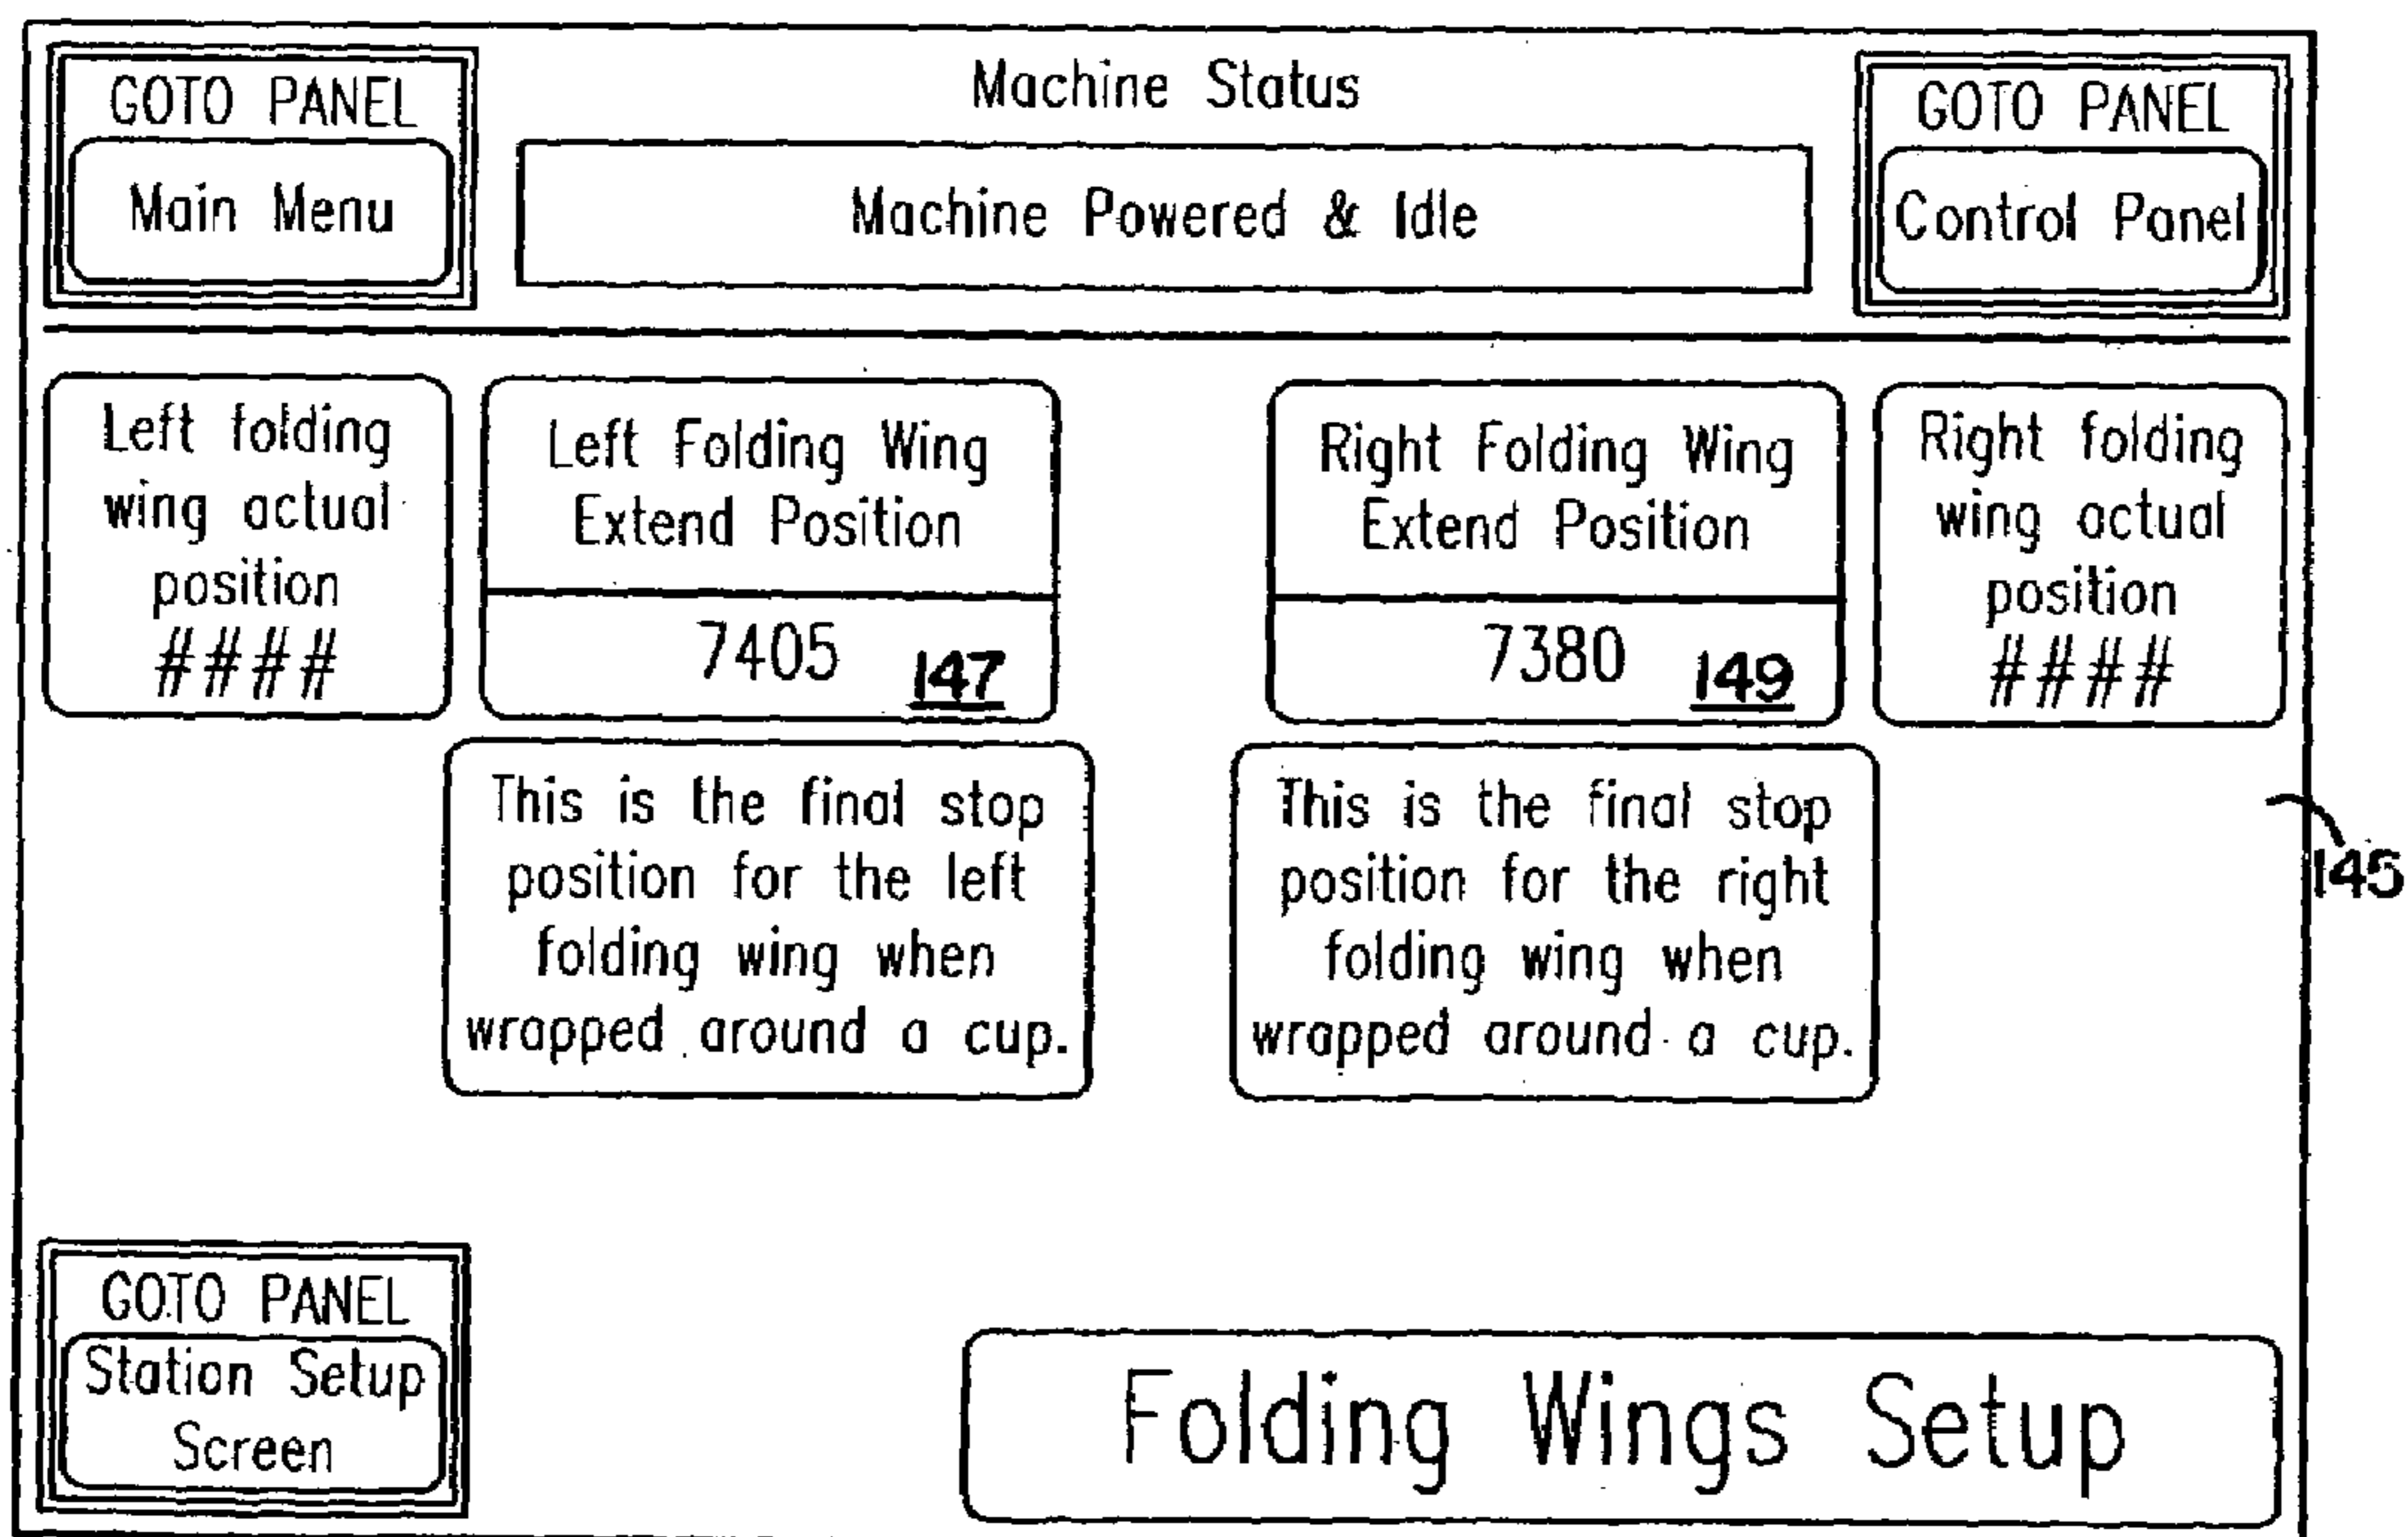 GOTO PANEL
Main Menu
Machine Status
Machine Powered & Idle
GOTO PANEL
Control Panel
Left folding
wing actual
position
####
Left Folding Wing
Extend Position
7405 147
Right Folding Wing
Extend Position
7380 149
Right folding
wing actual
position
####
This is the final stop
position for the left
folding wing when
wrapped around a cup.
This is the final stop
position for the right
folding wing when
wrapped around a cup.
145
GOTO PANEL
Station Setup
Screen
Folding Wings Setup